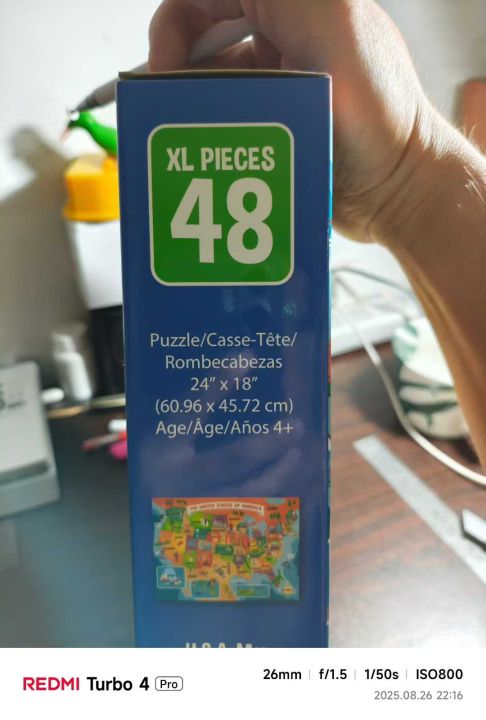 XL PIECES
48
Puzzle/Casse-Tête/
Rombecabezas
24” x 18”
(60.96 x 45.72 cm)
Age/Âge/Años 4+
THE UNITED STATES OF AMERICA
REDMI Turbo 4 Pro
26mm | f/1.5 | 1/50s | ISO800
2025.08.26 22:16